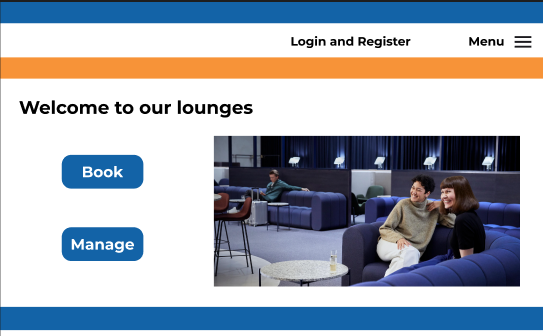 Login and Register
Menu
Welcome to our lounges
Book
Manage